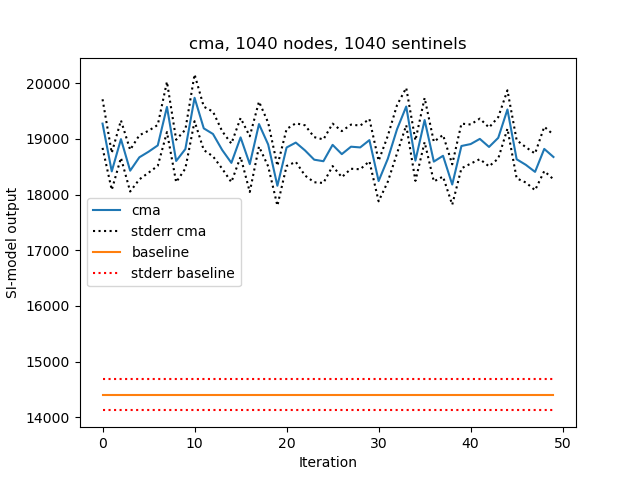 cma, 1040 nodes, 1040 sentinels
20000
19000
18000
17000
16000
15000
14000
SI-model output
cma
stderr cma
baseline
stderr baseline
0 10 20 30 40 50
Iteration